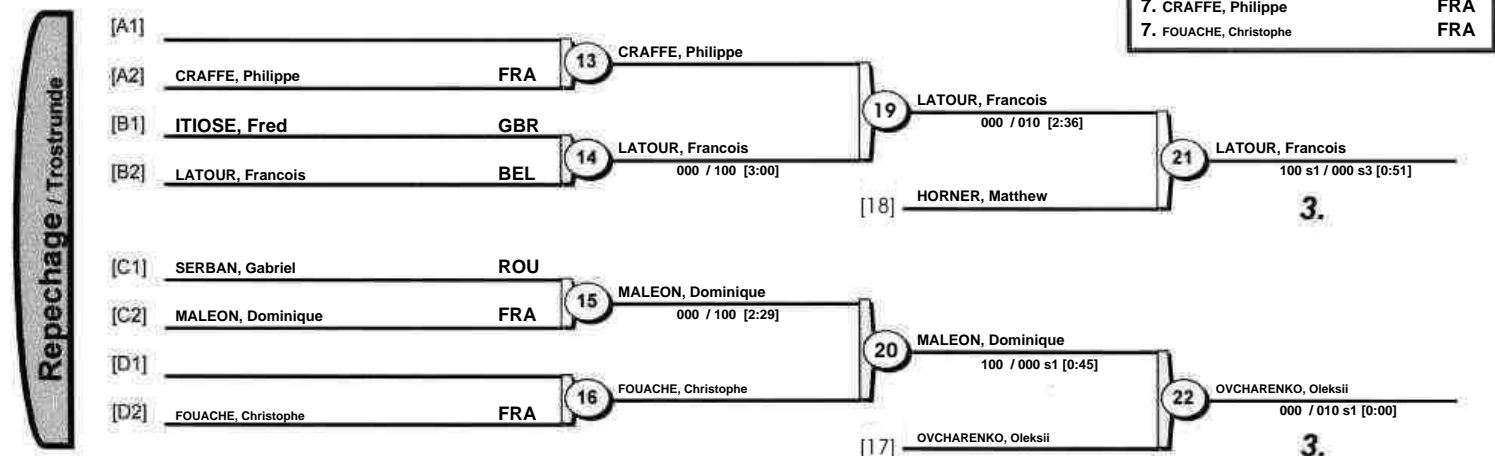 7. CRAFFE, Philippe FRA
7. FOUACHE, Christophe FRA
Repechage / Trostrunde
[A1]
[A2] CRAFFE, Philippe FRA
13 CRAFFE, Philippe
[B1] ITIOSE, Fred GBR
[B2] LATOUR, Francois BEL
14 LATOUR, Francois
000 / 100 [3:00]
19 LATOUR, Francois
000 / 010 [2:36]
[18] HORNER, Matthew
21 LATOUR, Francois
100 s1 / 000 s3 [0:51]
3.
[C1] SERBAN, Gabriel ROU
[C2] MALEON, Dominique FRA
15 MALEON, Dominique
000 / 100 [2:29]
[D1]
[D2] FOUACHE, Christophe FRA
16 FOUACHE, Christophe
20 MALEON, Dominique
100 / 000 s1 [0:45]
[17] OVCHARENKO, Oleksii
22 OVCHARENKO, Oleksii
000 / 010 s1 [0:00]
3.